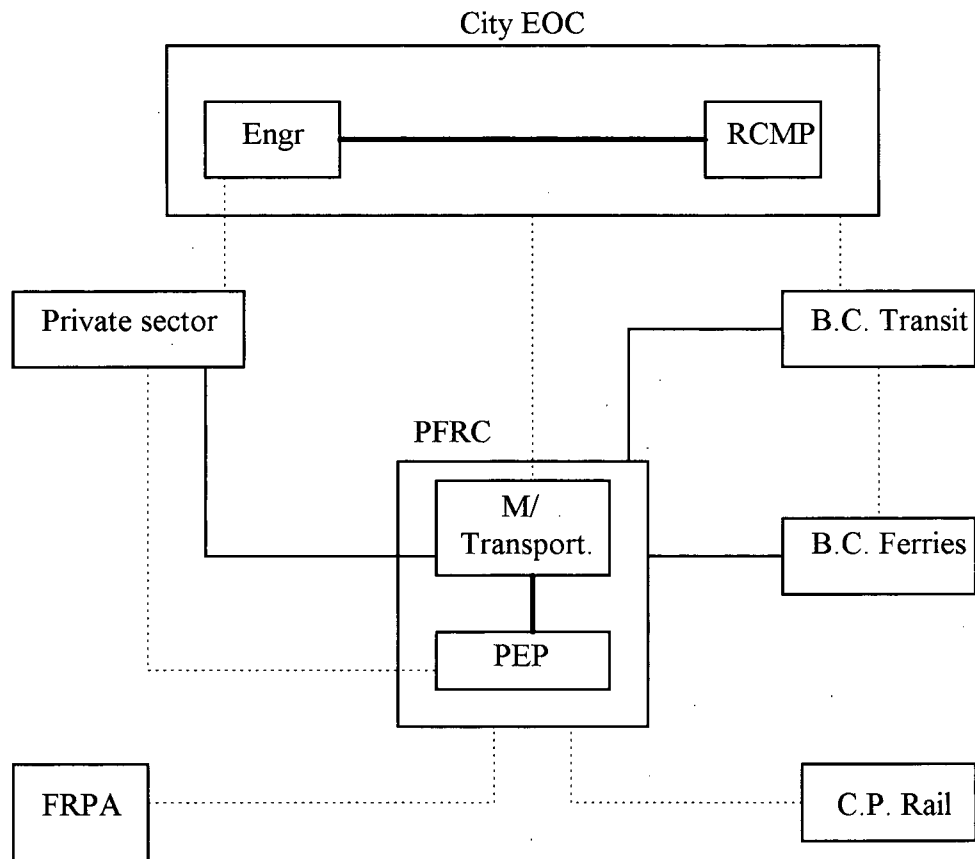 City EOC
Engr
RCMP
Private sector
B.C. Transit
PFRC
M/
Transport.
B.C. Ferries
PEP
FRPA
C.P. Rail